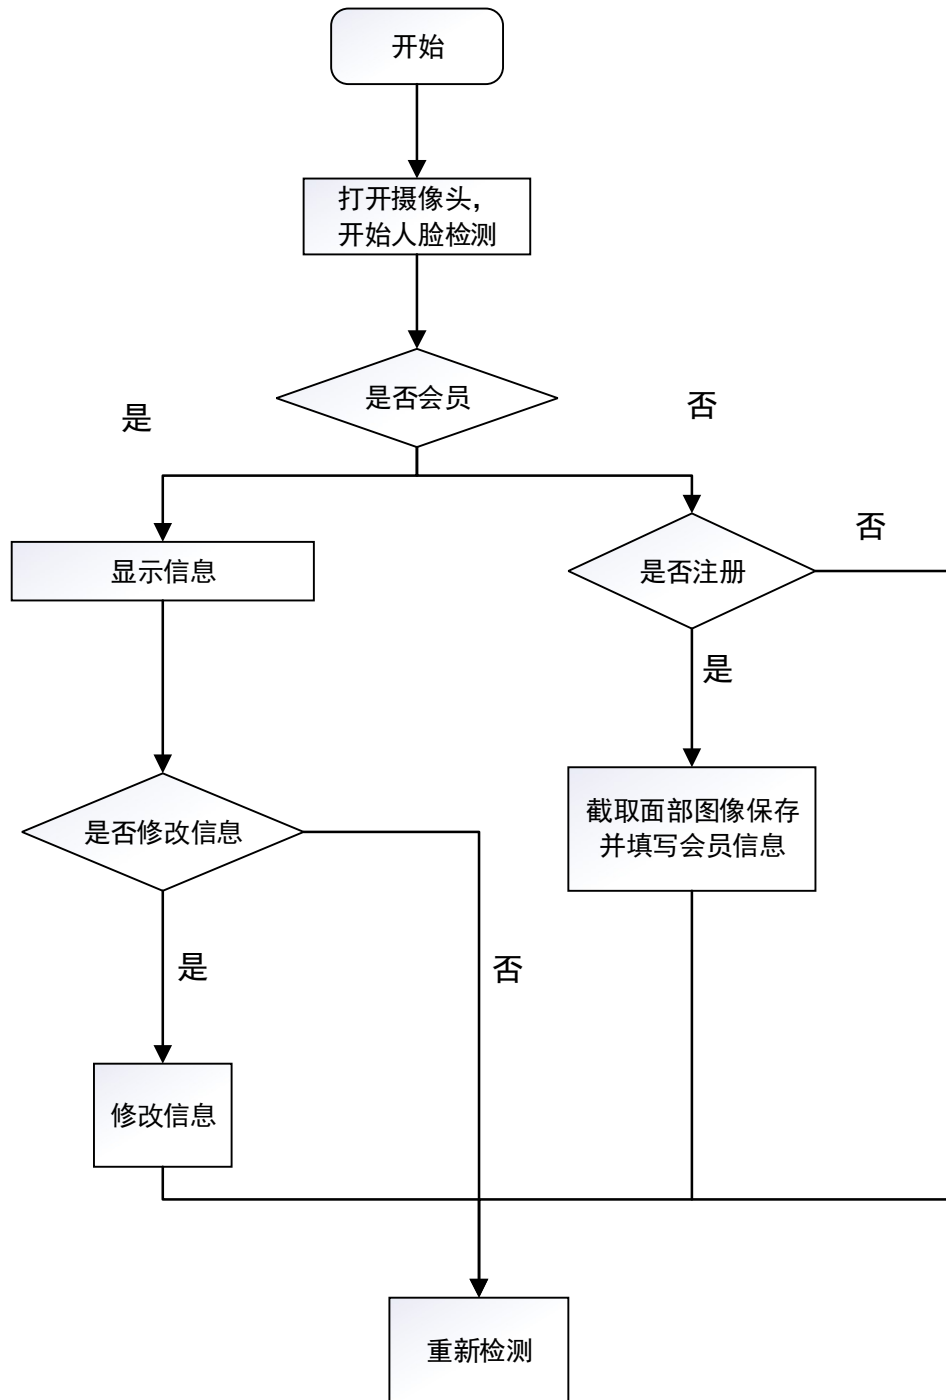 开始
打开摄像头，
开始人脸检测
是否会员
是
否
显示信息
是否注册
否
是
截取面部图像保存
并填写会员信息
是否修改信息
是
否
修改信息
重新检测